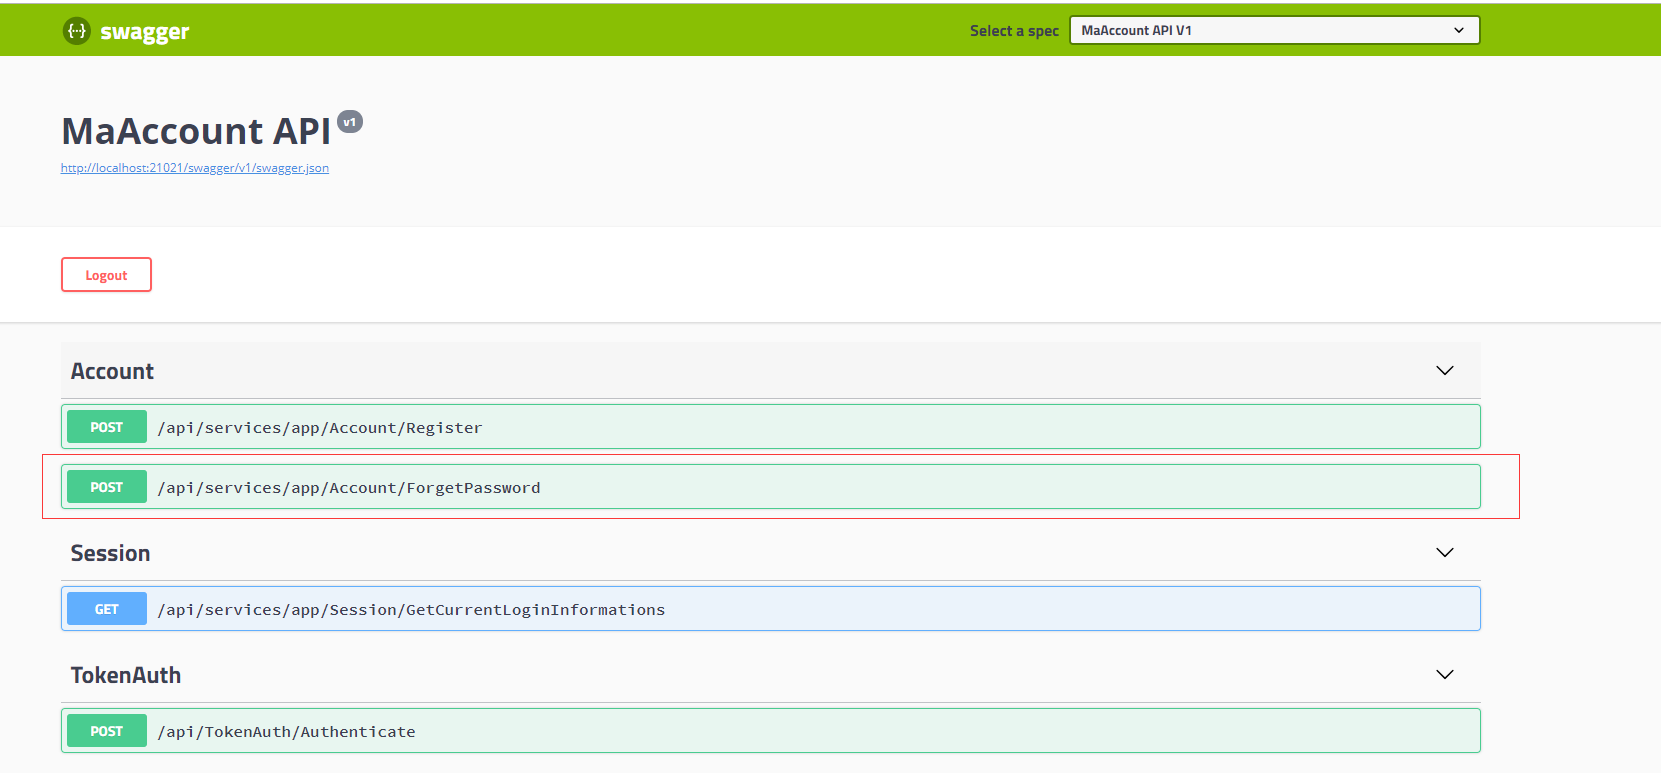 swagger
Select a spec
MaAccount API V1
MaAccount API v1
http://localhost:21021/swagger/v1/swagger.json
Logout
Account
POST /api/services/app/Account/Register
POST /api/services/app/Account/ForgetPassword
Session
GET /api/services/app/Session/GetCurrentLoginInformations
TokenAuth
POST /api/TokenAuth/Authenticate